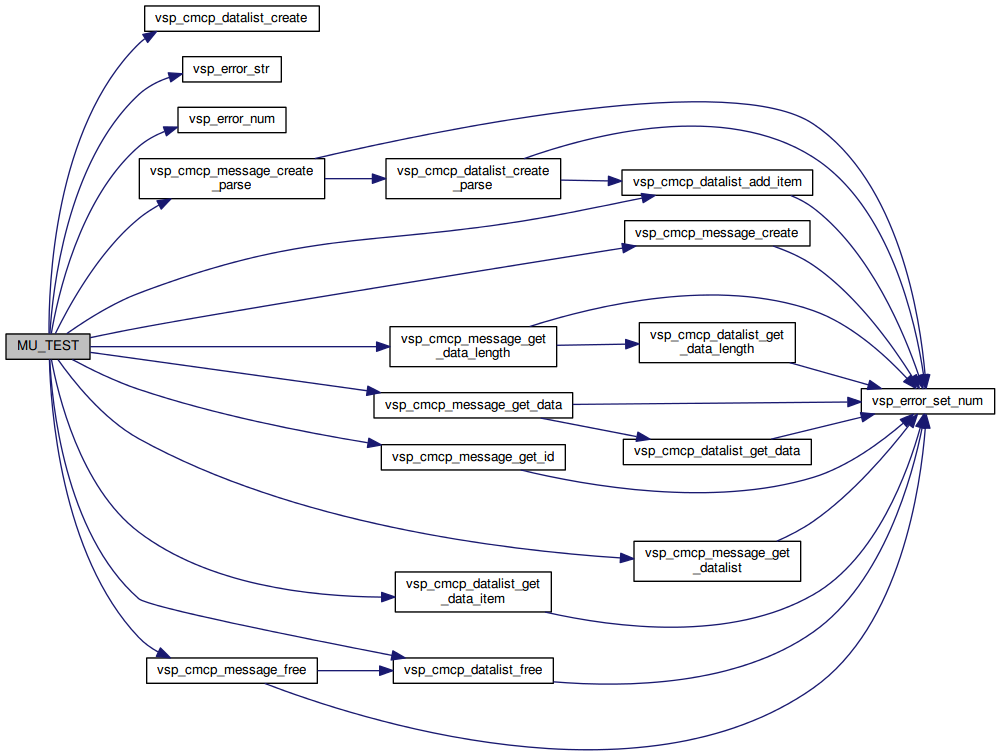 vsp_cmcp_datalist_create
vsp_error_str
vsp_error_num
vsp_cmcp_message_create
_parse
vsp_cmcp_datalist_create
_parse
vsp_cmcp_datalist_add_item
vsp_cmcp_message_create
MU_TEST
vsp_cmcp_message_get
_data_length
vsp_cmcp_datalist_get
_data_length
vsp_cmcp_message_get_data
vsp_error_set_num
vsp_cmcp_datalist_get_data
vsp_cmcp_message_get_id
vsp_cmcp_message_get
_datalist
vsp_cmcp_datalist_get
_data_item
vsp_cmcp_message_free
vsp_cmcp_datalist_free